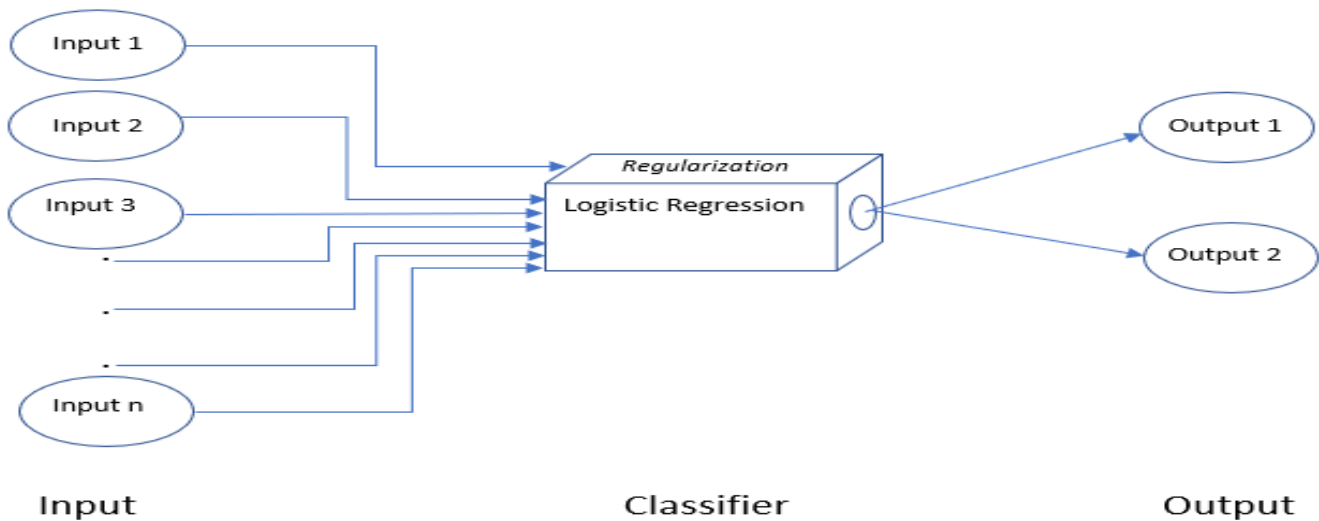 Input 1
Input 2
Input 3
.
.
.
Input n
Regularization
Logistic Regression
Output 1
Output 2
Input
Classifier
Output